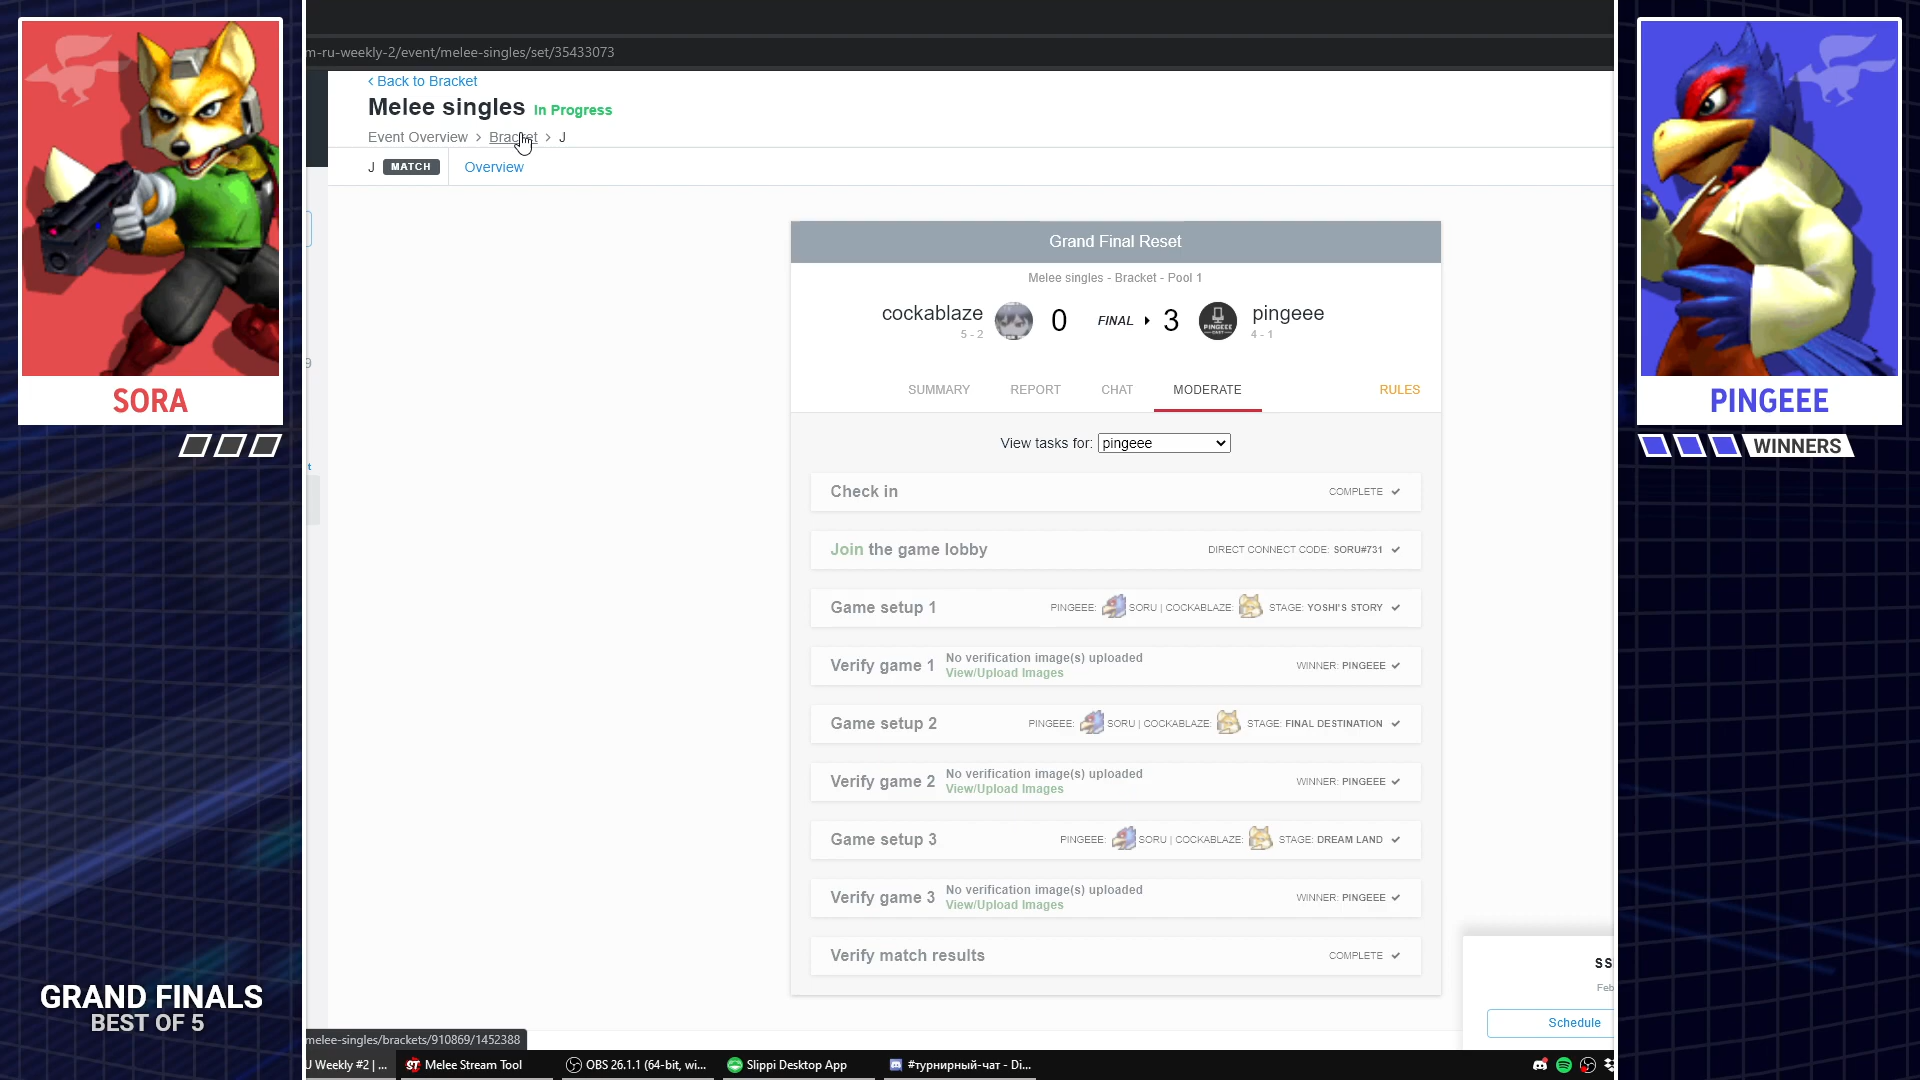 m-ru-weekly-2/event/melee-singles/set/35433073
Back to Bracket
Melee singles In Progress
Event Overview > Bracket > J
J MATCH Overview
Grand Final Reset
Melee singles - Bracket - Pool 1
cockablaze 0 FINAL 3 pingeee
5 - 2 4 - 1
PINGEEE
SUMMARY REPORT CHAT MODERATE RULES
View tasks for: pingeee
Check in COMPLETE
Join the game lobby DIRECT CONNECT CODE: SORU#731
Game setup 1 PINGEEE: SORU | COCKABLAZE: STAGE: YOSHI'S STORY
Verify game 1 No verification image(s) uploaded WINNER: PINGEEE
View/Upload Images
Game setup 2 PINGEEE: SORU | COCKABLAZE: STAGE: FINAL DESTINATION
Verify game 2 No verification image(s) uploaded WINNER: PINGEEE
View/Upload Images
Game setup 3 PINGEEE: SORU | COCKABLAZE: STAGE: DREAM LAND
Verify game 3 No verification image(s) uploaded WINNER: PINGEEE
View/Upload Images
Verify match results COMPLETE
SORA
PINGEEE
WINNERS
GRAND FINALS
BEST OF 5
SS
Feb
Schedule
melee-singles/brackets/910869/1452388
U Weekly #2 | ... ST Melee Stream Tool OBS 26.1.1 (64-bit, wi... Slippi Desktop App #турнирный-чат - Di...